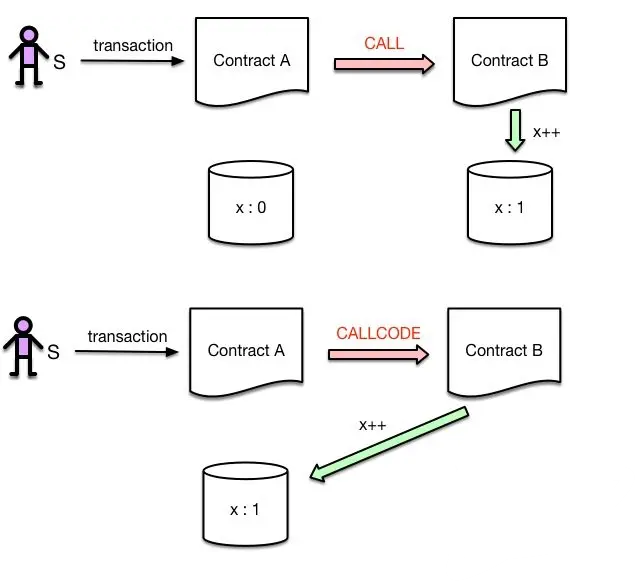 S
transaction
Contract A
CALL
Contract B
x++
x : 0
x : 1
S
transaction
Contract A
CALLCODE
Contract B
x++
x : 1